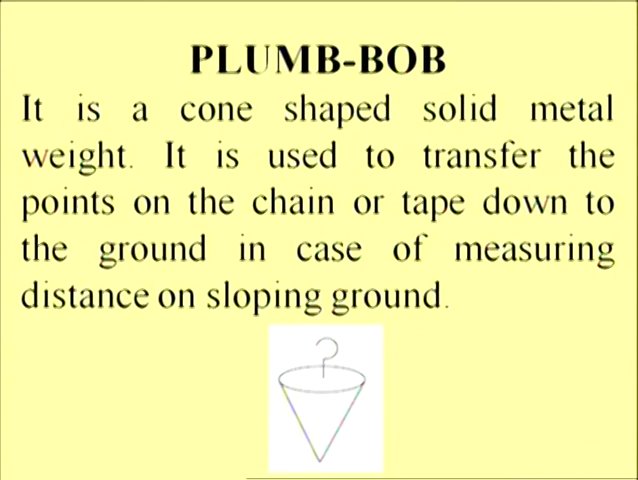 PLUMB-BOB
It is a cone shaped solid metal
weight. It is used to transfer the
points on the chain or tape down to
the ground in case of measuring
distance on sloping ground.